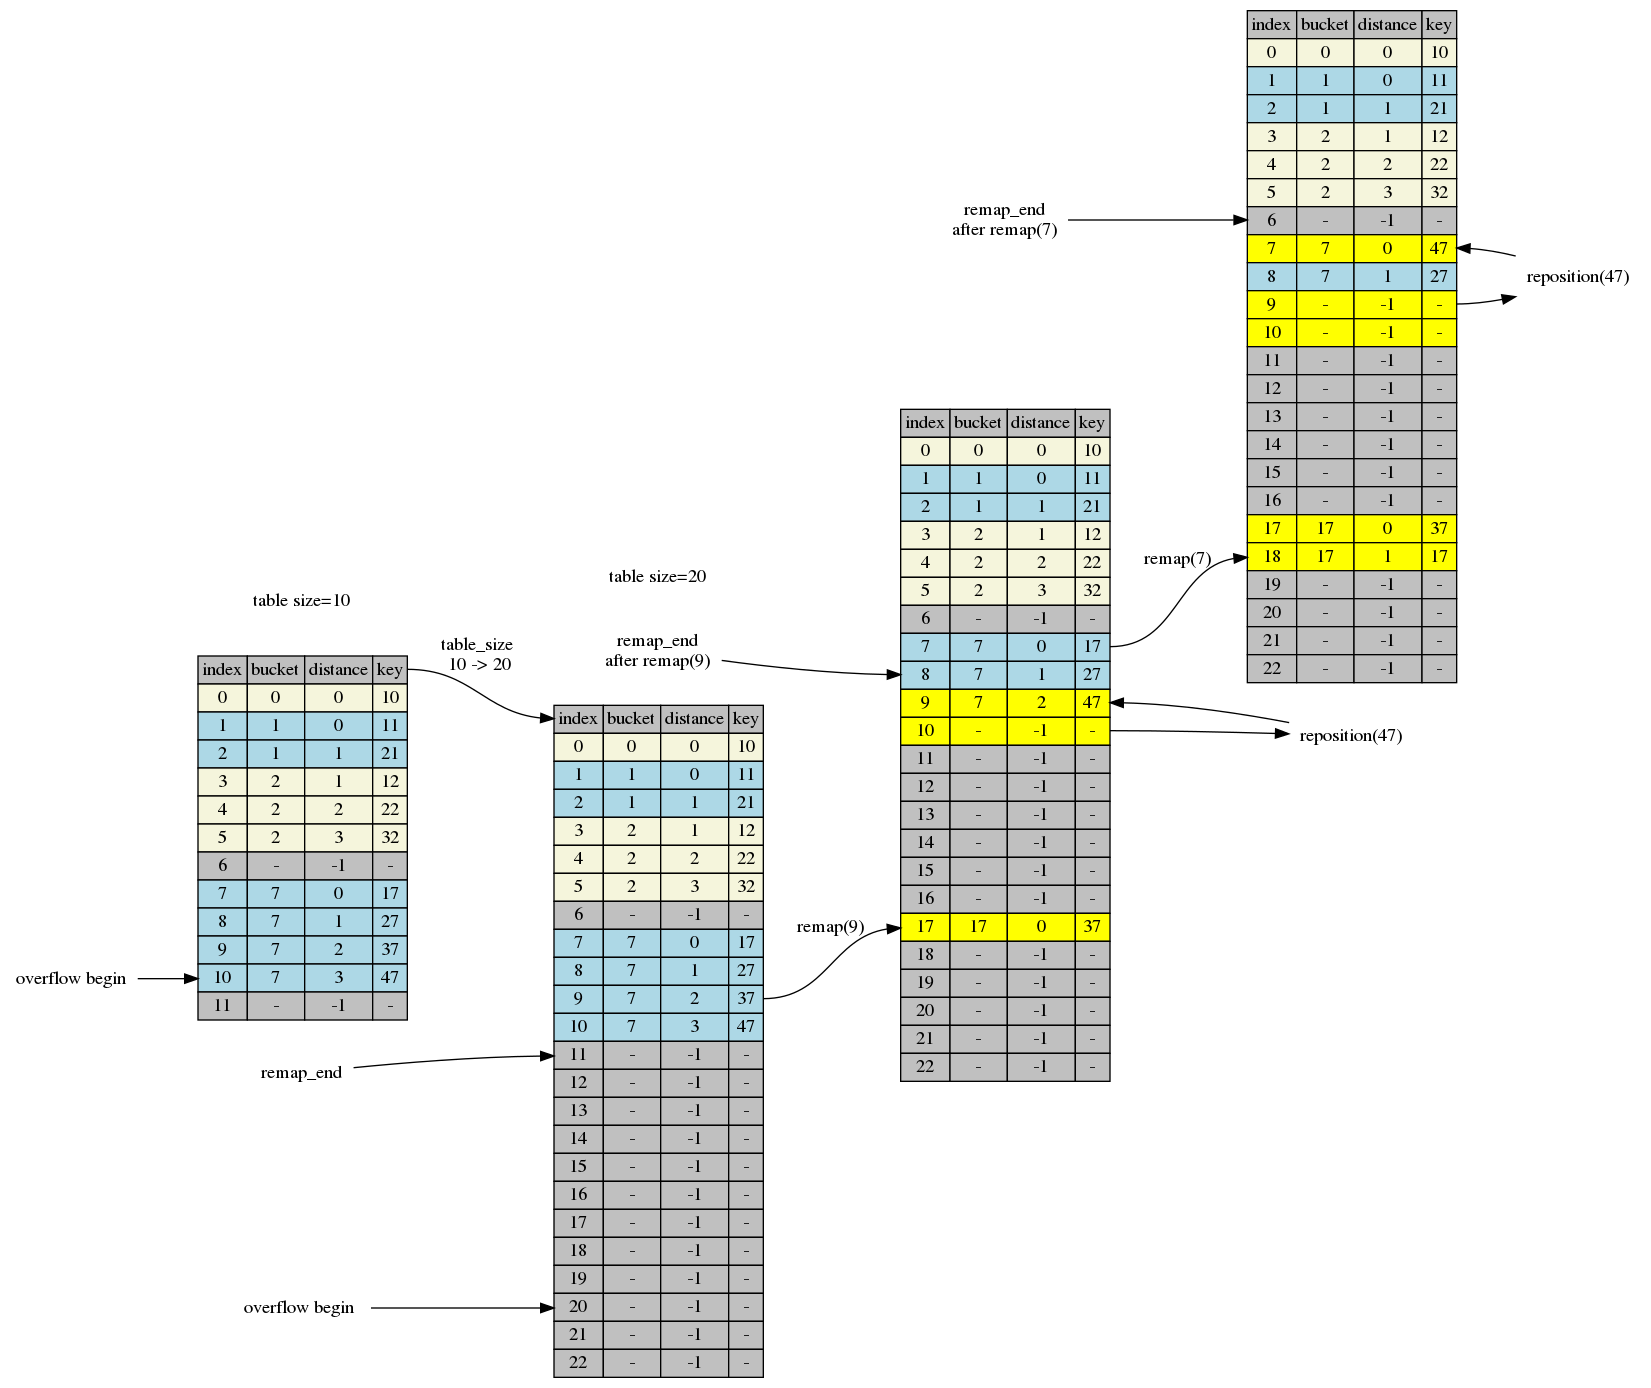 table size=10
index bucket distance key
0 0 0 10
1 1 0 11
2 1 1 21
3 2 1 12
4 2 2 22
5 2 3 32
6 - -1 -
7 7 0 17
8 7 1 27
9 7 2 37
10 7 3 47
11 - -1 -
overflow begin
table_size
10 -> 20
table size=20
remap_end
overflow begin
index bucket distance key
0 0 0 10
1 1 0 11
2 1 1 21
3 2 1 12
4 2 2 22
5 2 3 32
6 - -1 -
7 7 0 17
8 7 1 27
9 7 2 37
10 7 3 47
11 - -1 -
12 - -1 -
13 - -1 -
14 - -1 -
15 - -1 -
16 - -1 -
17 - -1 -
18 - -1 -
19 - -1 -
20 - -1 -
21 - -1 -
22 - -1 -
remap_end
after remap(9)
remap(9)
index bucket distance key
0 0 0 10
1 1 0 11
2 1 1 21
3 2 1 12
4 2 2 22
5 2 3 32
6 - -1 -
7 7 0 17
8 7 1 27
9 7 2 47
10 - -1 -
11 - -1 -
12 - -1 -
13 - -1 -
14 - -1 -
15 - -1 -
16 - -1 -
17 17 0 37
18 - -1 -
19 - -1 -
20 - -1 -
21 - -1 -
22 - -1 -
reposition(47)
remap_end
after remap(7)
remap(7)
index bucket distance key
0 0 0 10
1 1 0 11
2 1 1 21
3 2 1 12
4 2 2 22
5 2 3 32
6 - -1 -
7 7 0 47
8 7 1 27
9 - -1 -
10 - -1 -
11 - -1 -
12 - -1 -
13 - -1 -
14 - -1 -
15 - -1 -
16 - -1 -
17 17 0 37
18 17 1 17
19 - -1 -
20 - -1 -
21 - -1 -
22 - -1 -
reposition(47)